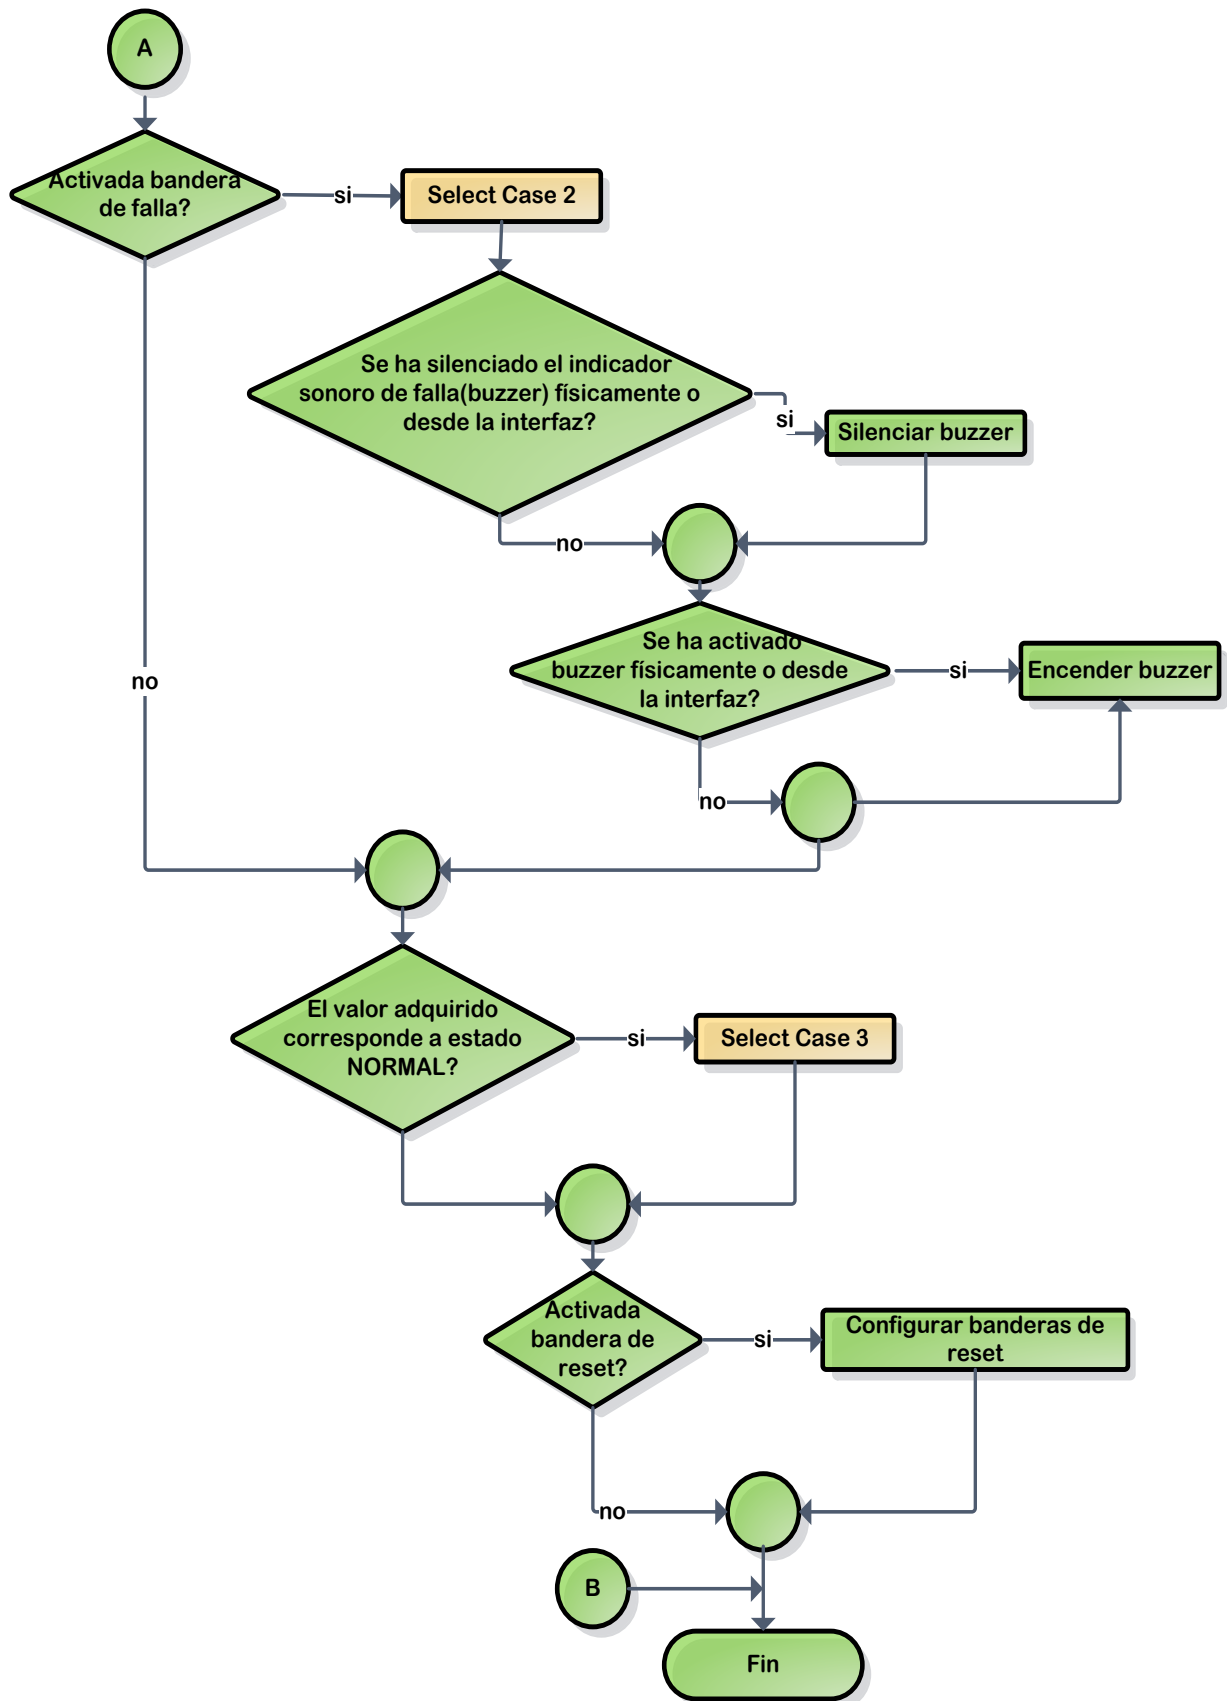 A
Activada bandera
de falla?
si
Select Case 2
Se ha silenciado el indicador
sonoro de falla(buzzer) físicamente o
desde la interfaz?
si
Silenciar buzzer
no
Se ha activado
buzzer físicamente o desde
la interfaz?
si
Encender buzzer
no
no
El valor adquirido
corresponde a estado
NORMAL?
si
Select Case 3
Activada
bandera de
reset?
si
Configurar banderas de
reset
no
B
Fin